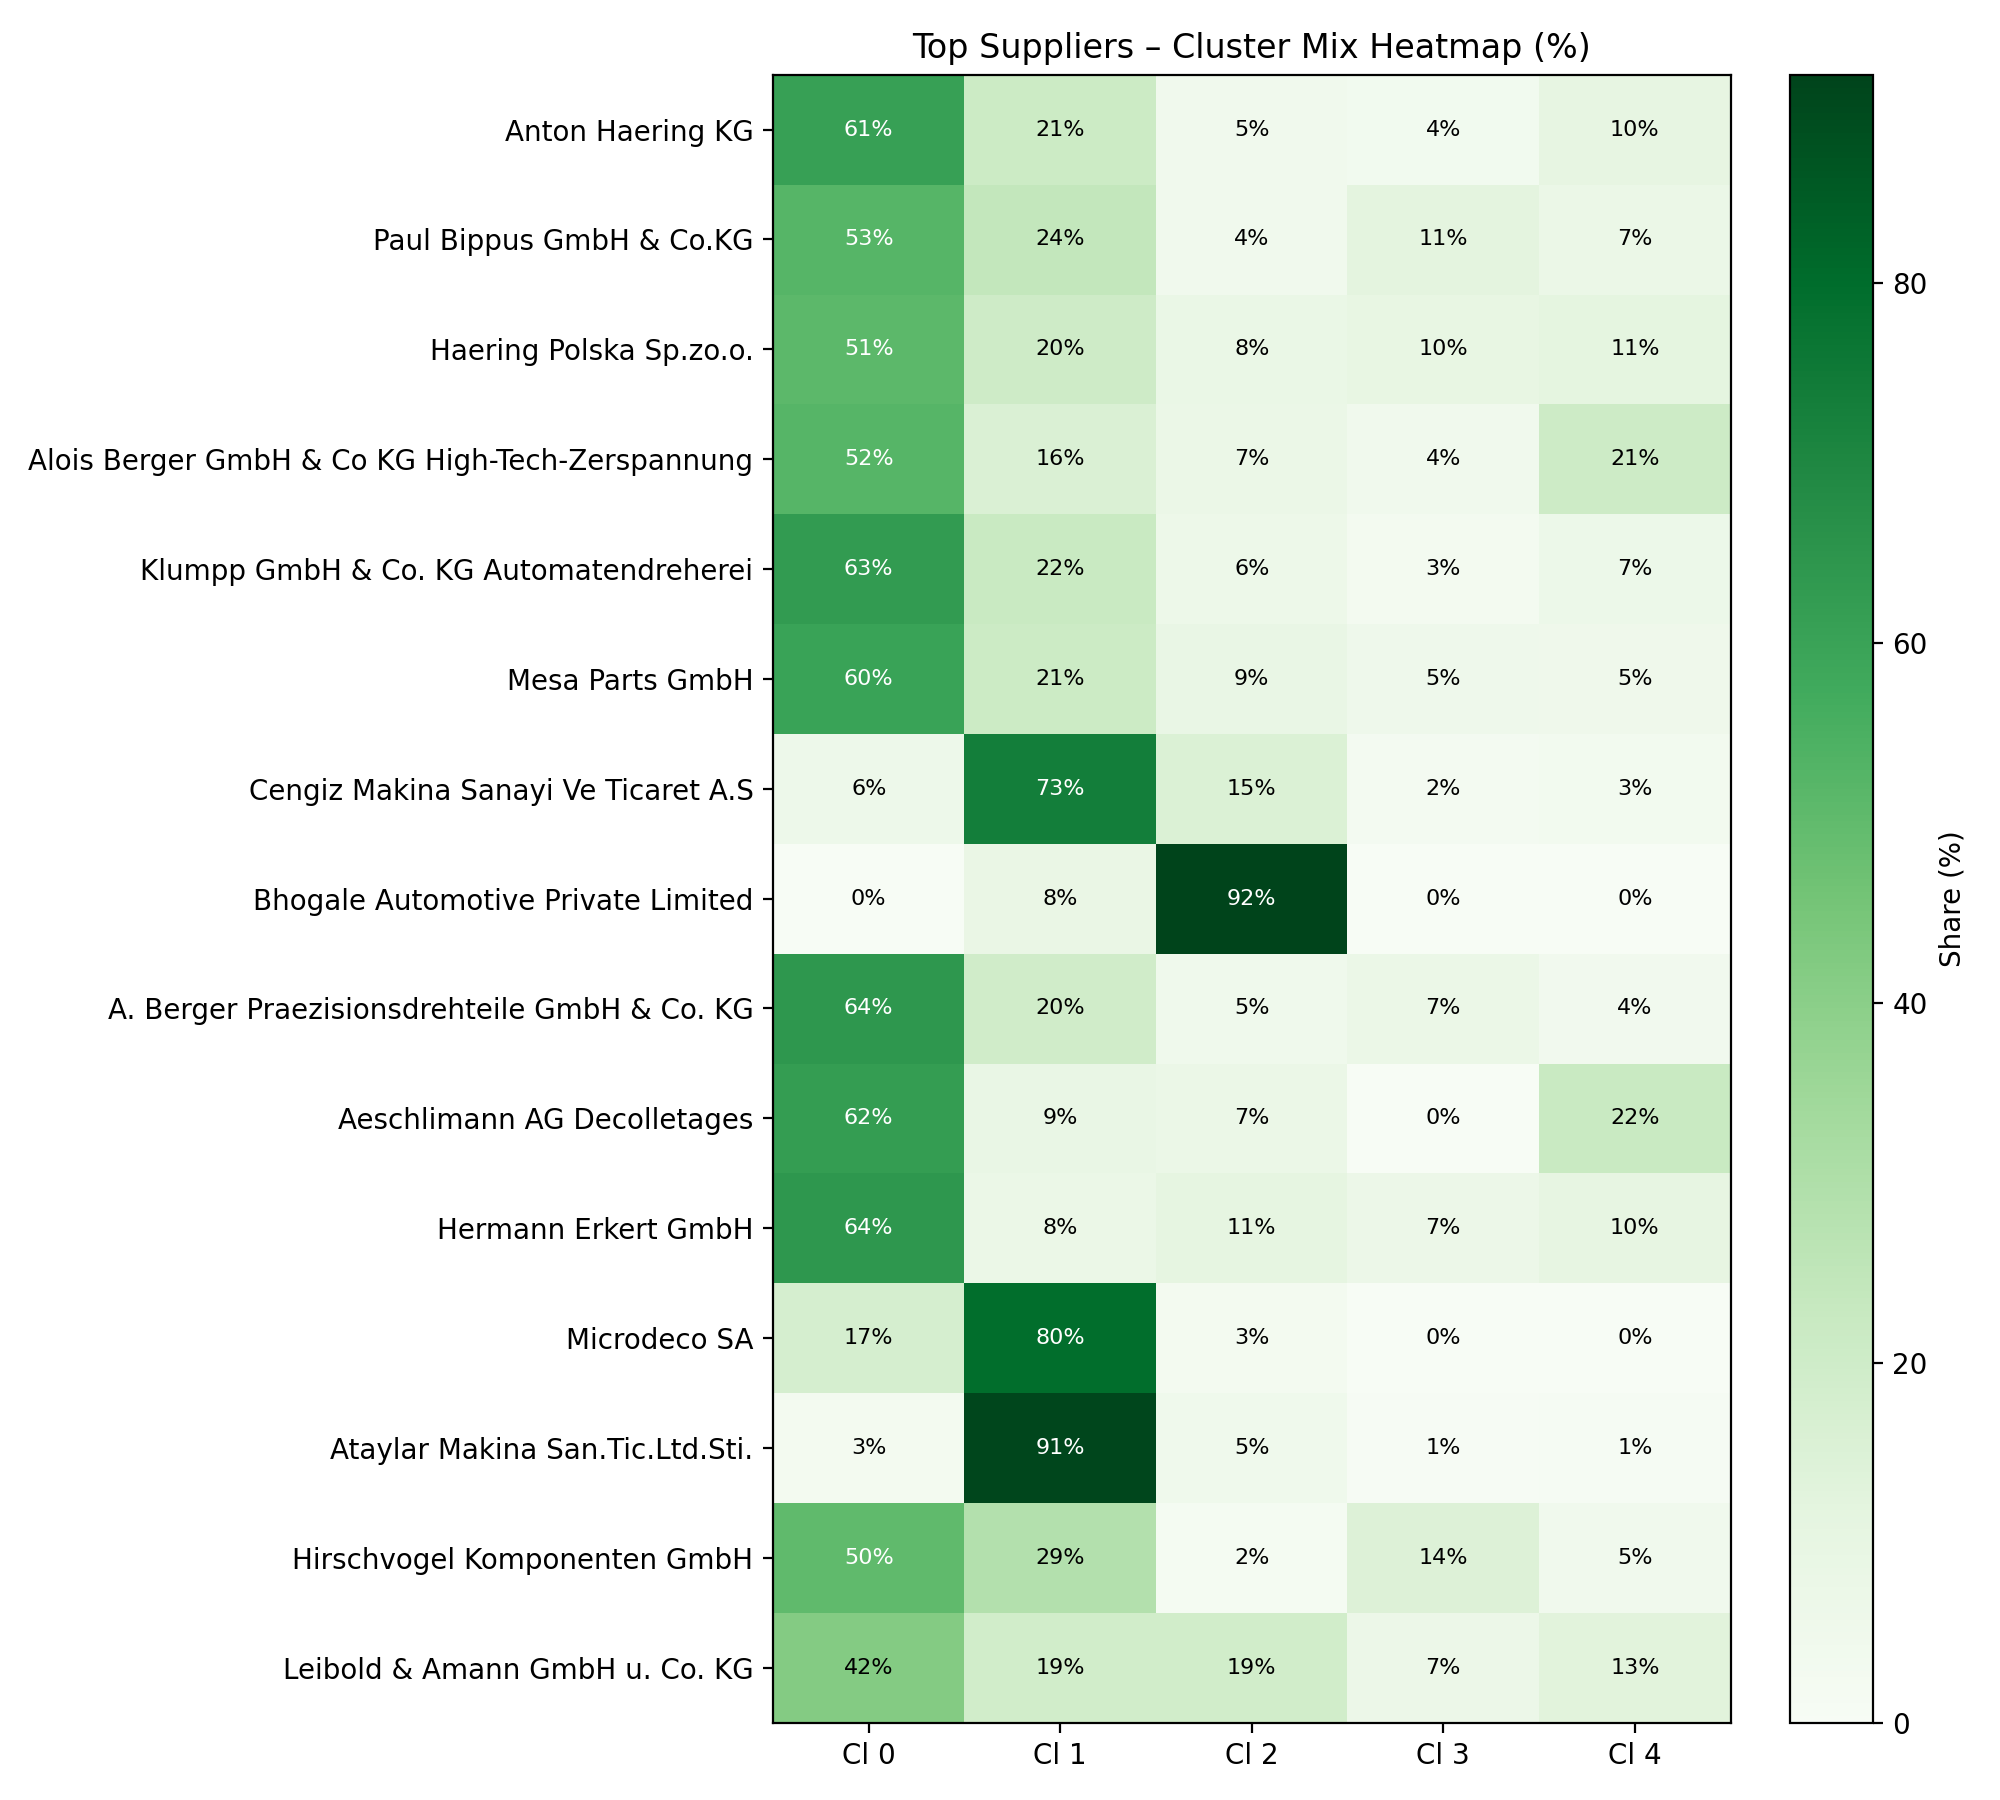 Top Suppliers – Cluster Mix Heatmap (%)
Anton Haering KG 61% 21% 5% 4% 10%
Paul Bippus GmbH & Co.KG 53% 24% 4% 11% 7%
Haering Polska Sp.zo.o. 51% 20% 8% 10% 11%
Alois Berger GmbH & Co KG High-Tech-Zerspannung 52% 16% 7% 4% 21%
Klumpp GmbH & Co. KG Automatendreherei 63% 22% 6% 3% 7%
Mesa Parts GmbH 60% 21% 9% 5% 5%
Cengiz Makina Sanayi Ve Ticaret A.S 6% 73% 15% 2% 3%
Bhogale Automotive Private Limited 0% 8% 92% 0% 0%
A. Berger Praezisionsdrehteile GmbH & Co. KG 64% 20% 5% 7% 4%
Aeschlimann AG Decolletages 62% 9% 7% 0% 22%
Hermann Erkert GmbH 64% 8% 11% 7% 10%
Microdeco SA 17% 80% 3% 0% 0%
Ataylar Makina San.Tic.Ltd.Sti. 3% 91% 5% 1% 1%
Hirschvogel Komponenten GmbH 50% 29% 2% 14% 5%
Leibold & Amann GmbH u. Co. KG 42% 19% 19% 7% 13%
Cl 0 Cl 1 Cl 2 Cl 3 Cl 4
80
60
40
20
0
Share (%)